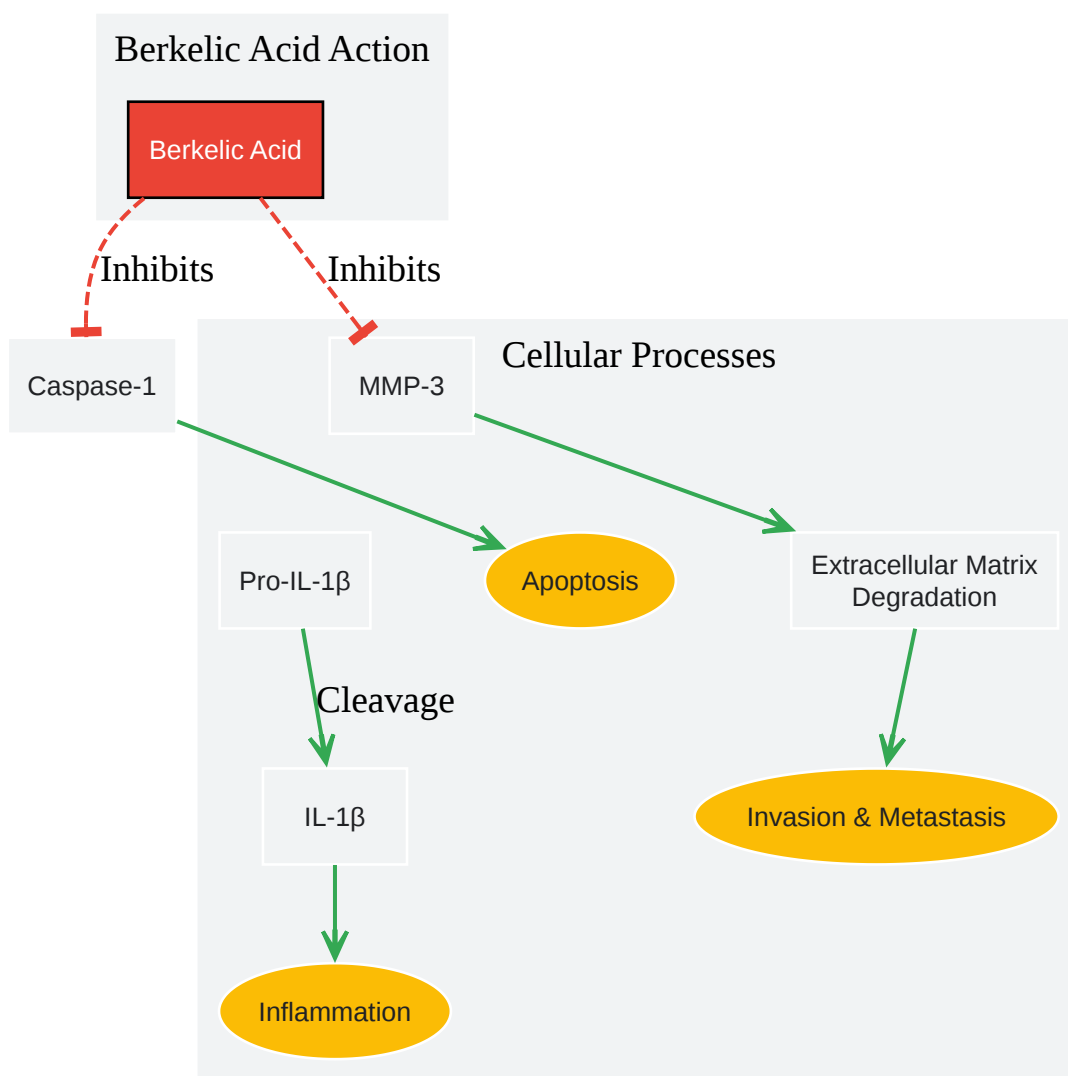 Berkelic Acid Action
Berkelic Acid
Inhibits
Inhibits
Cellular Processes
Caspase-1
MMP-3
Pro-IL-1β
Apoptosis
Extracellular Matrix
Degradation
Cleavage
IL-1β
Invasion & Metastasis
Inflammation